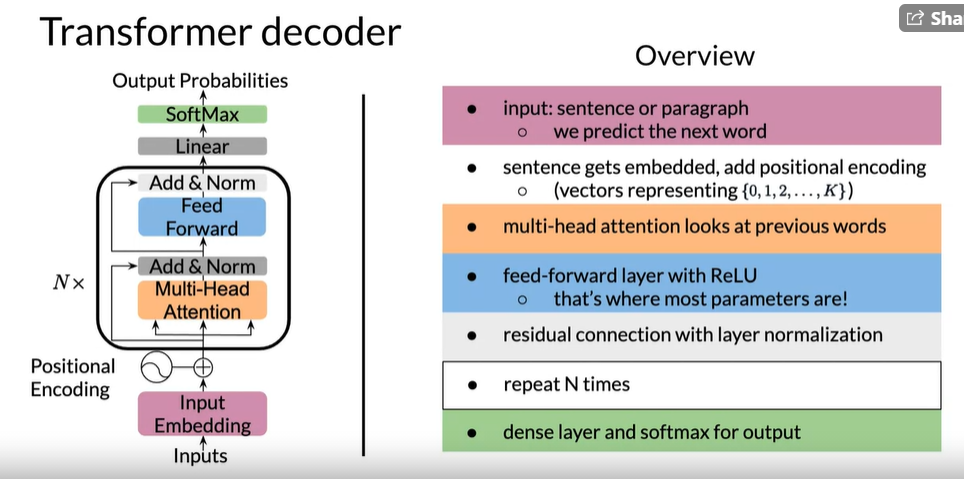 Transformer decoder
Sha
Output Probabilities
SoftMax
Linear
Add & Norm
Feed
Forward
Add & Norm
Multi-Head
Attention
N×
Positional
Encoding
Input
Embedding
Inputs
Overview
● input: sentence or paragraph
○ we predict the next word
● sentence gets embedded, add positional encoding
○ (vectors representing {0, 1, 2, . . . , K})
● multi-head attention looks at previous words
● feed-forward layer with ReLU
○ that's where most parameters are!
● residual connection with layer normalization
● repeat N times
● dense layer and softmax for output